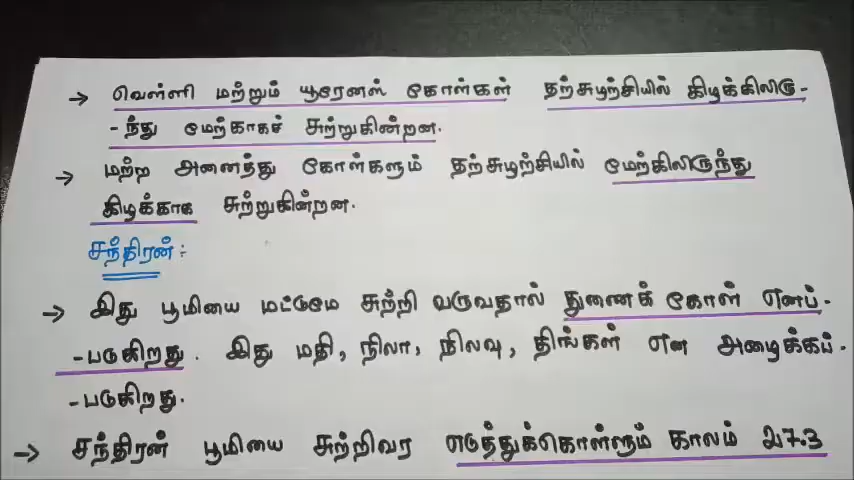 → வெள்ளி மற்றும் யூரேனஸ் கோள்கள் தற்சுழற்சியில் கிழக்கிலிரு-
-ந்து மேற்காகச் சுற்றுகின்றன.
→ மற்ற அனைத்து கோள்களும் தற்சுழற்சியில் மேற்கிலிருந்து
கிழக்காக சுற்றுகின்றன.
சந்திரன் :
→ இது பூமியை மட்டுமே சுற்றி வருவதால் துணைக் கோள் எனப்-
-படுகிறது. இது மதி, நிலா, நிலவு, திங்கள் என அழைக்கப்-
-படுகிறது.
→ சந்திரன் பூமியை சுற்றிவர எடுத்துக்கொள்ளும் காலம் 27.3